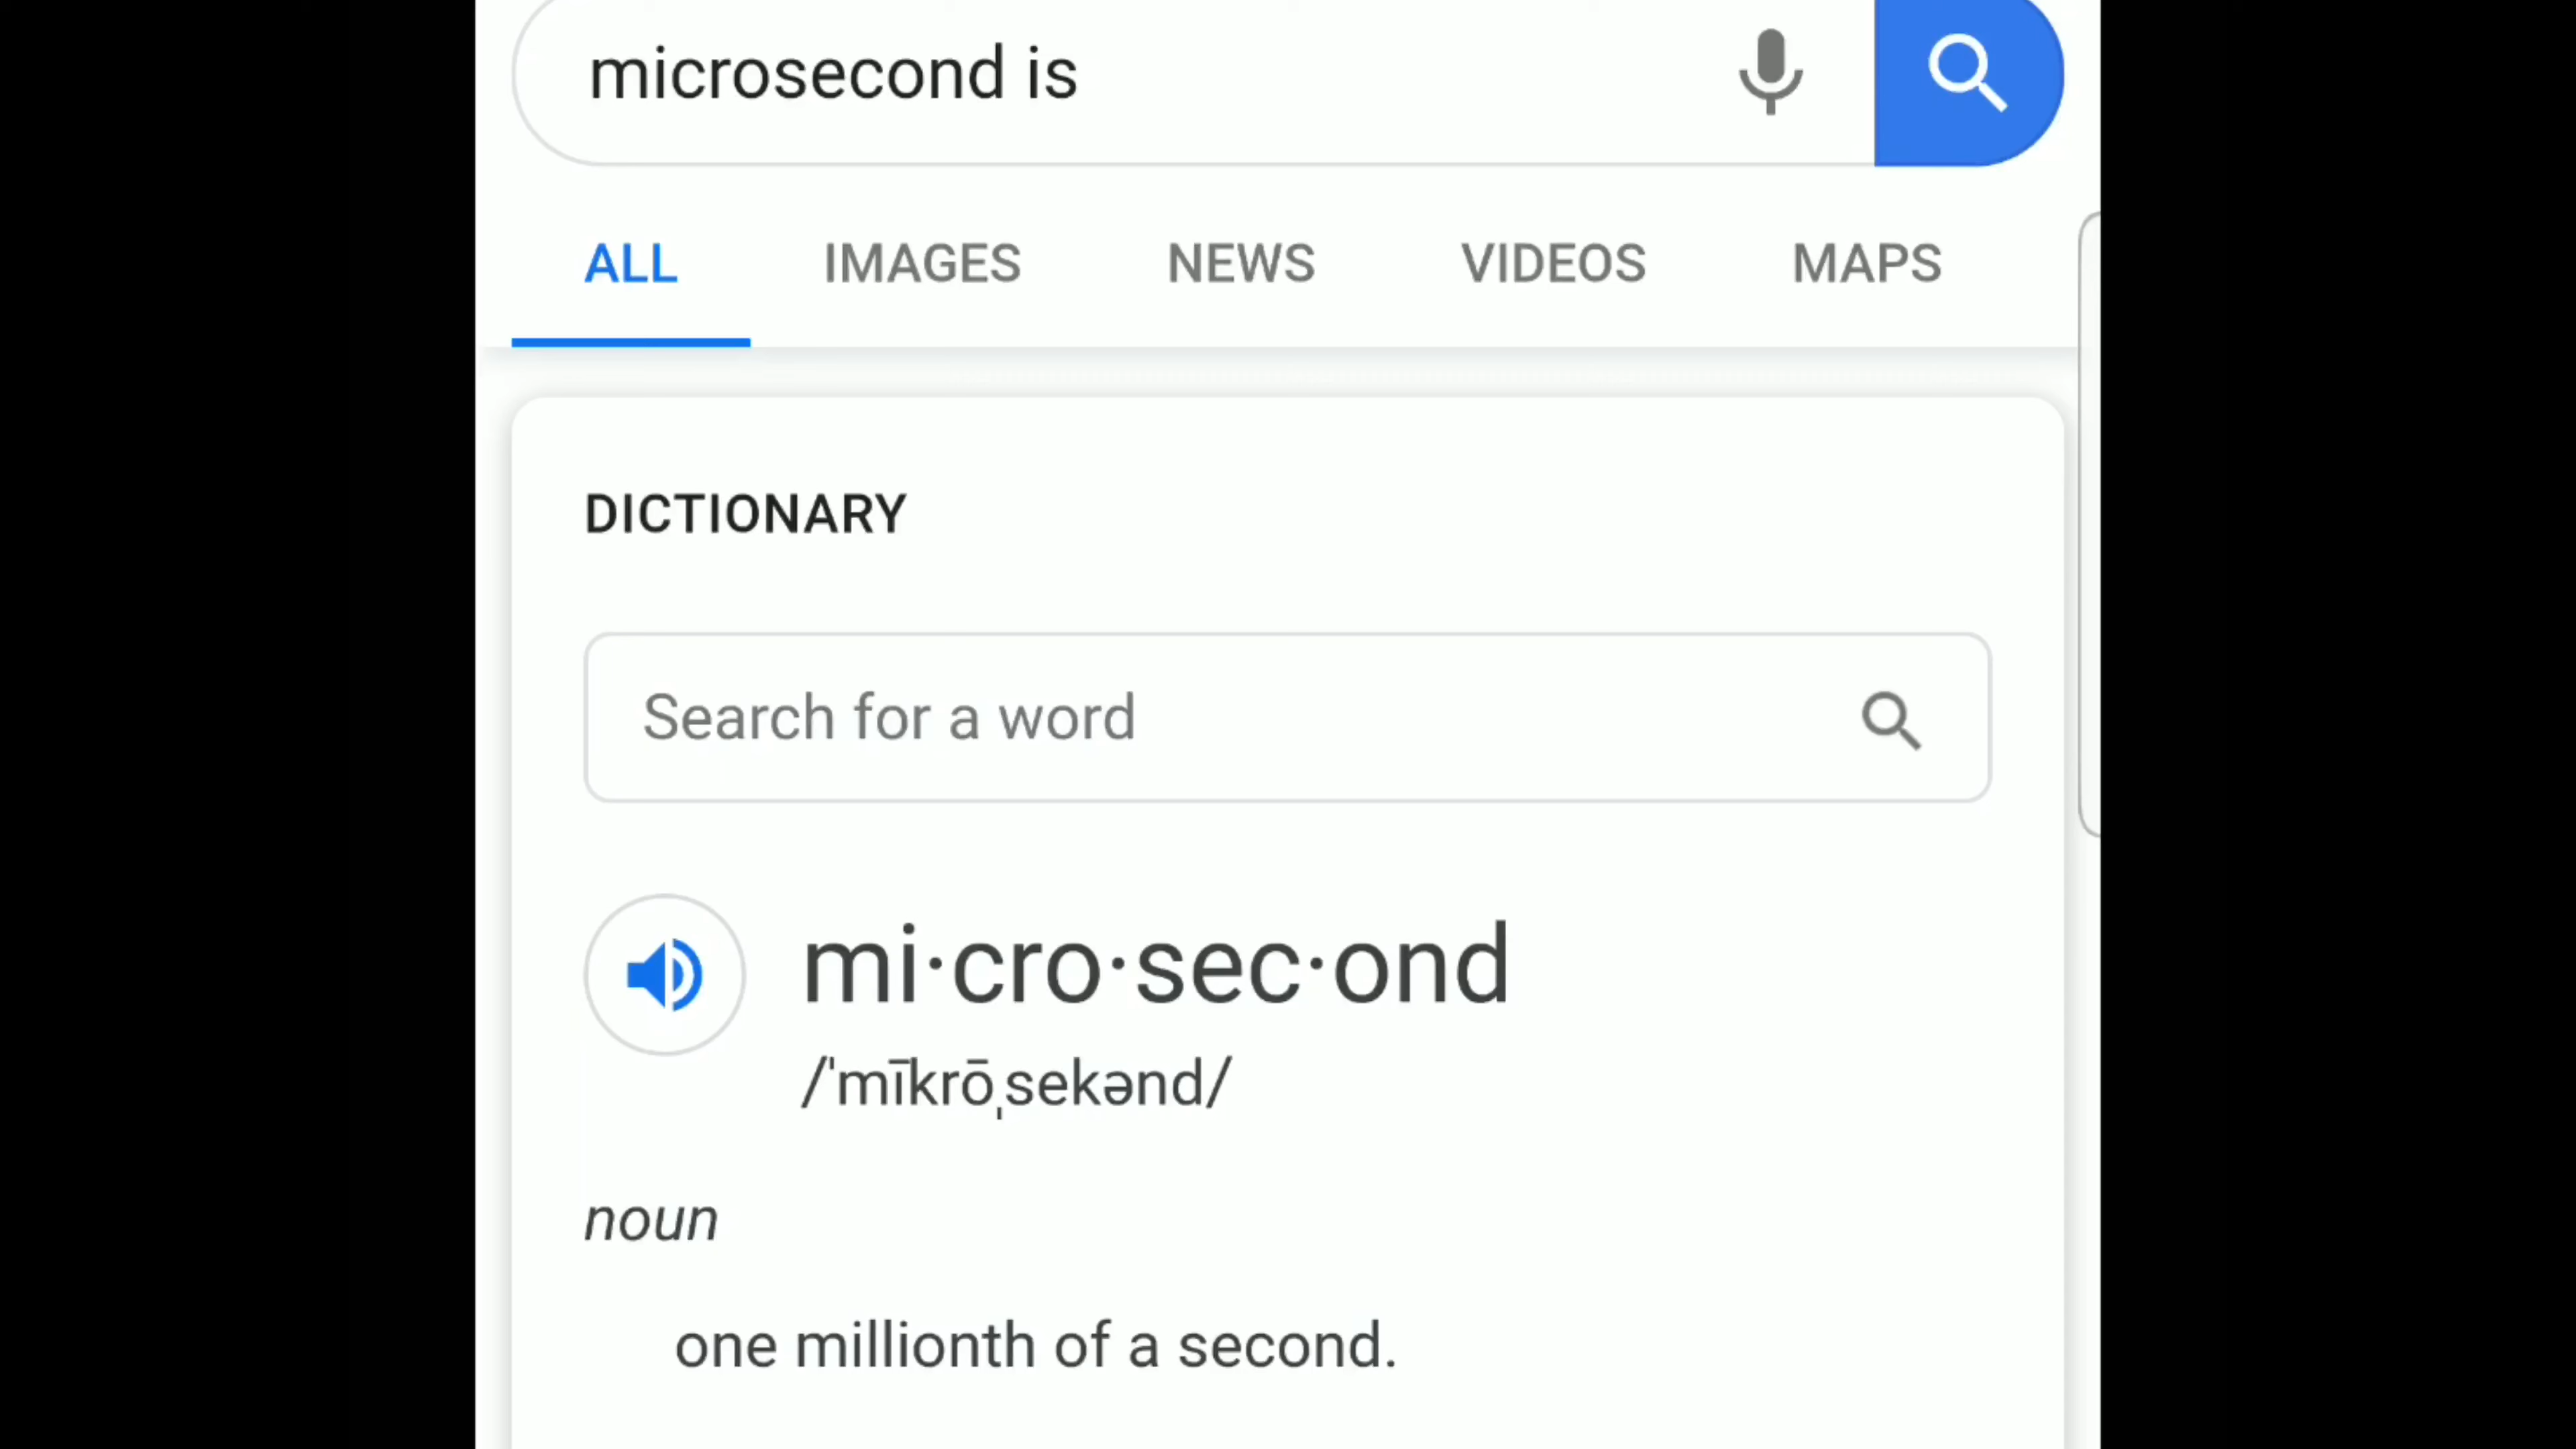 microsecond is
ALL IMAGES NEWS VIDEOS MAPS
DICTIONARY
Search for a word
mi·cro·sec·ond
/ˈmīkrōˌsekənd/
noun
one millionth of a second.